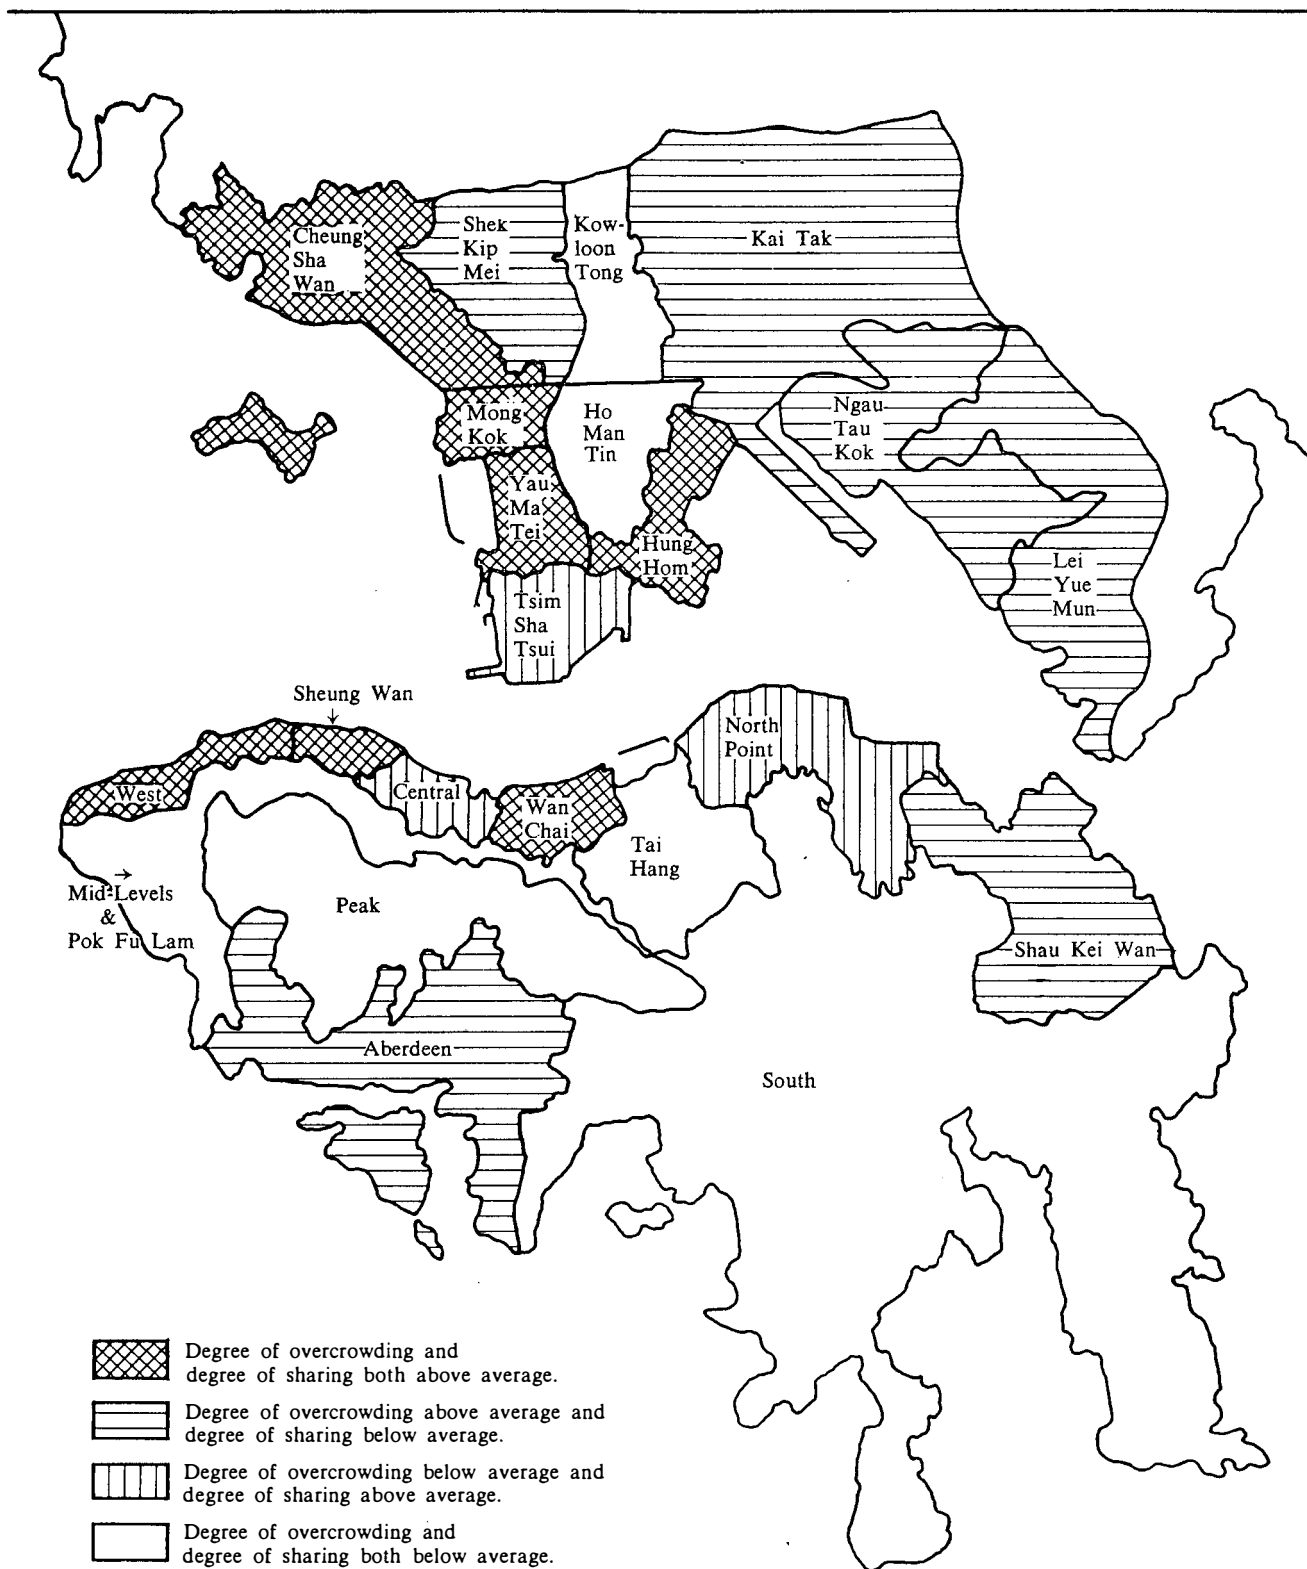 Cheung
Sha
Wan
Shek
Kip
Mei
Kow-
loon
Tong
Kai Tak
Mong
Kok
Ho
Man
Tin
Ngau
Tau
Kok
Yau
Ma
Tei
Hung
Hom
Lei
Yue
Mun
Tsim
Sha
Tsui
Sheung Wan
↓
North
Point
West
Central
Wan
Chai
Tai
Hang
→
Mid-Levels
&
Pok Fu Lam
Peak
Shau Kei Wan
Aberdeen
South
Degree of overcrowding and
degree of sharing both above average.
Degree of overcrowding above average and
degree of sharing below average.
Degree of overcrowding below average and
degree of sharing above average.
Degree of overcrowding and
degree of sharing both below average.